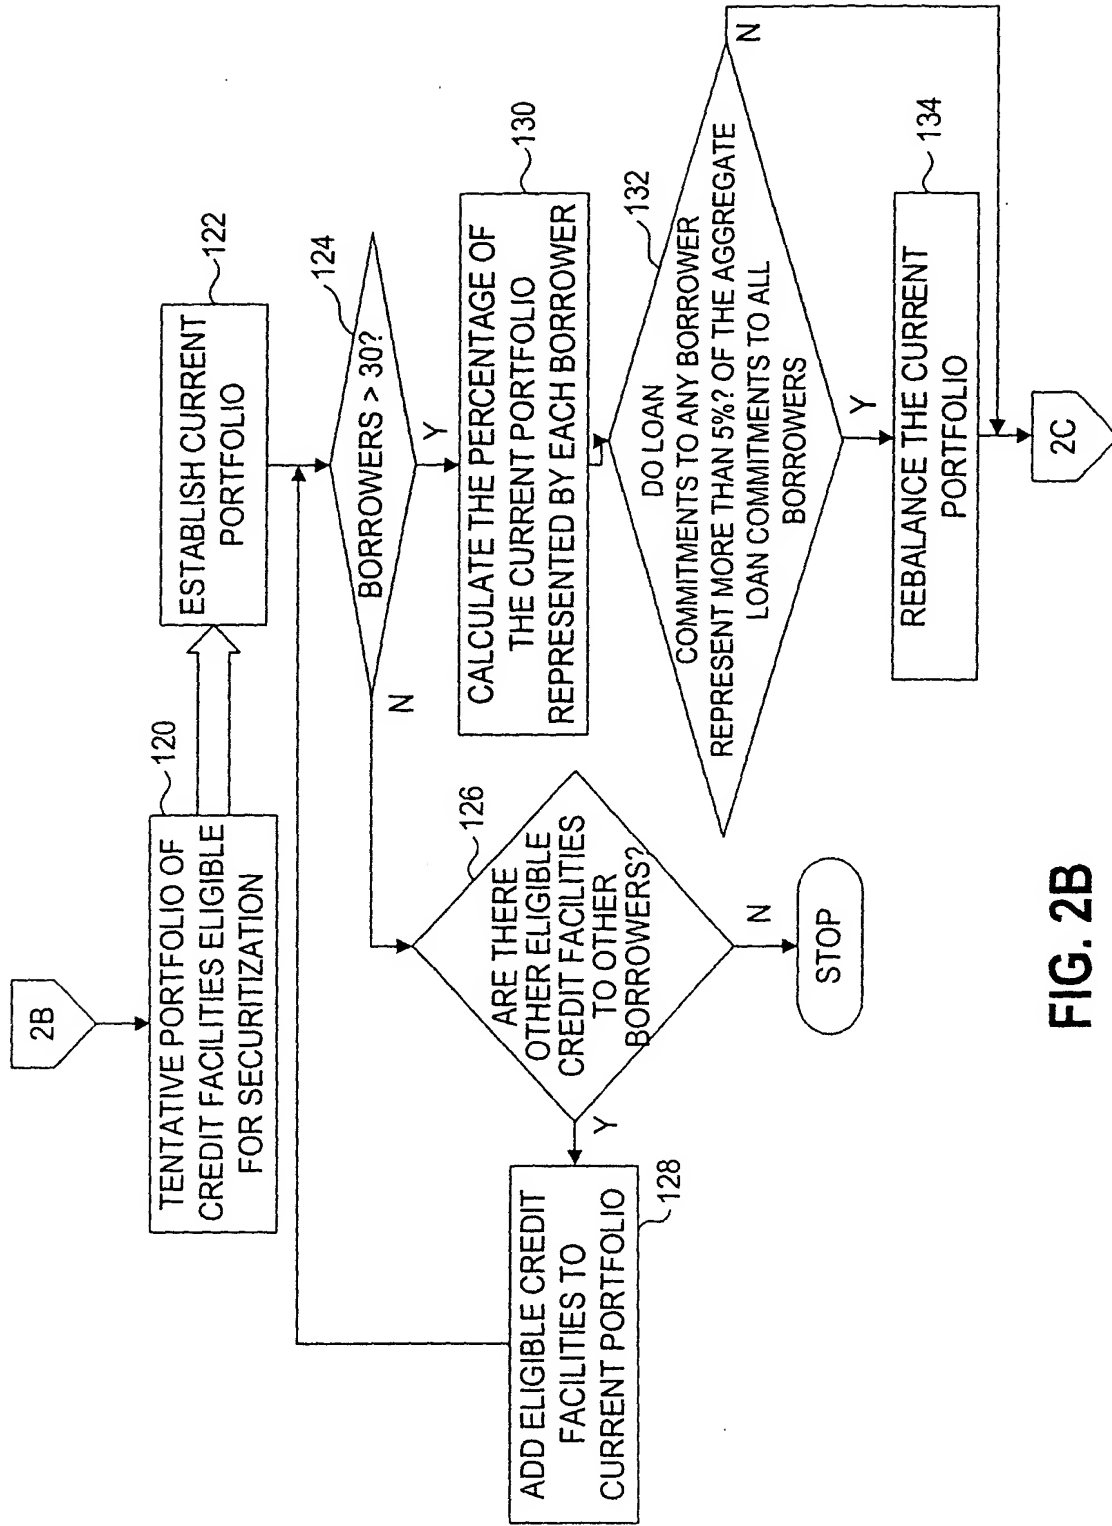 2B
TENTATIVE PORTFOLIO OF
CREDIT FACILITIES ELIGIBLE
FOR SECURITIZATION
120
ESTABLISH CURRENT
PORTFOLIO
122
BORROWERS > 30?
124
N
Y
ARE THERE
OTHER ELIGIBLE
CREDIT FACILITIES
TO OTHER
BORROWERS?
126
Y
N
ADD ELIGIBLE CREDIT
FACILITIES TO
CURRENT PORTFOLIO
128
STOP
CALCULATE THE PERCENTAGE OF
THE CURRENT PORTFOLIO
REPRESENTED BY EACH BORROWER
130
DO LOAN
COMMITMENTS TO ANY BORROWER
REPRESENT MORE THAN 5%? OF THE AGGREGATE
LOAN COMMITMENTS TO ALL
BORROWERS
132
N
Y
REBALANCE THE CURRENT
PORTFOLIO
134
2C
FIG. 2B